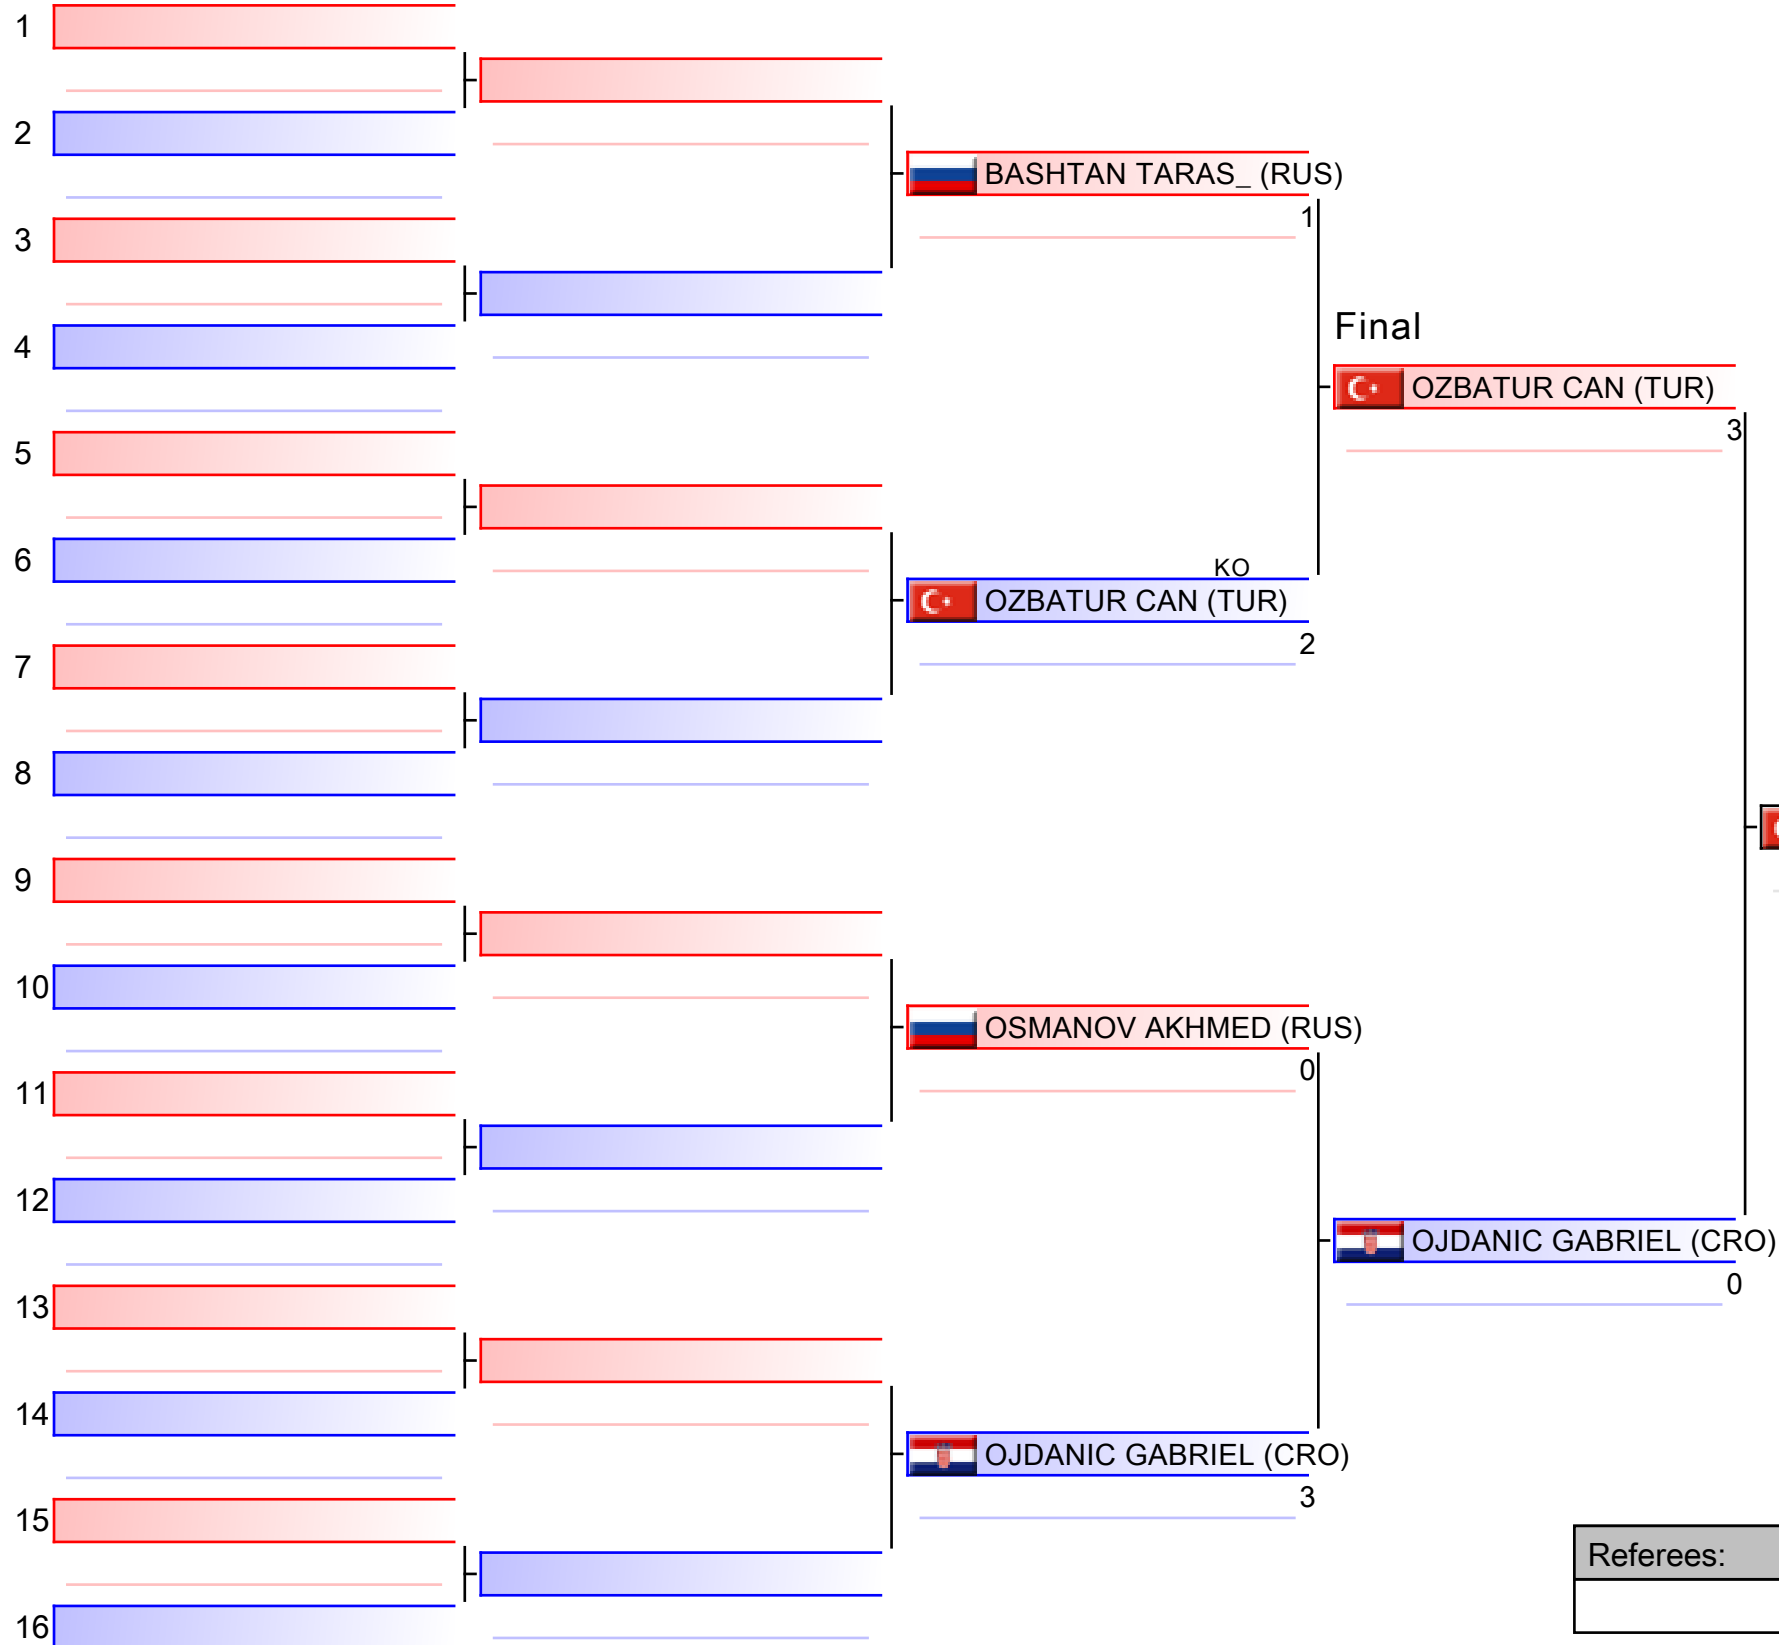 1
2
BASHTAN TARAS_ (RUS)
1
3
Final
4
OZBATUR CAN (TUR)
3
5
6
KO
OZBATUR CAN (TUR)
2
7
8
9
10
OSMANOV AKHMED (RUS)
0
11
12
OJDANIC GABRIEL (CRO)
0
13
14
OJDANIC GABRIEL (CRO)
3
15
Referees:
16